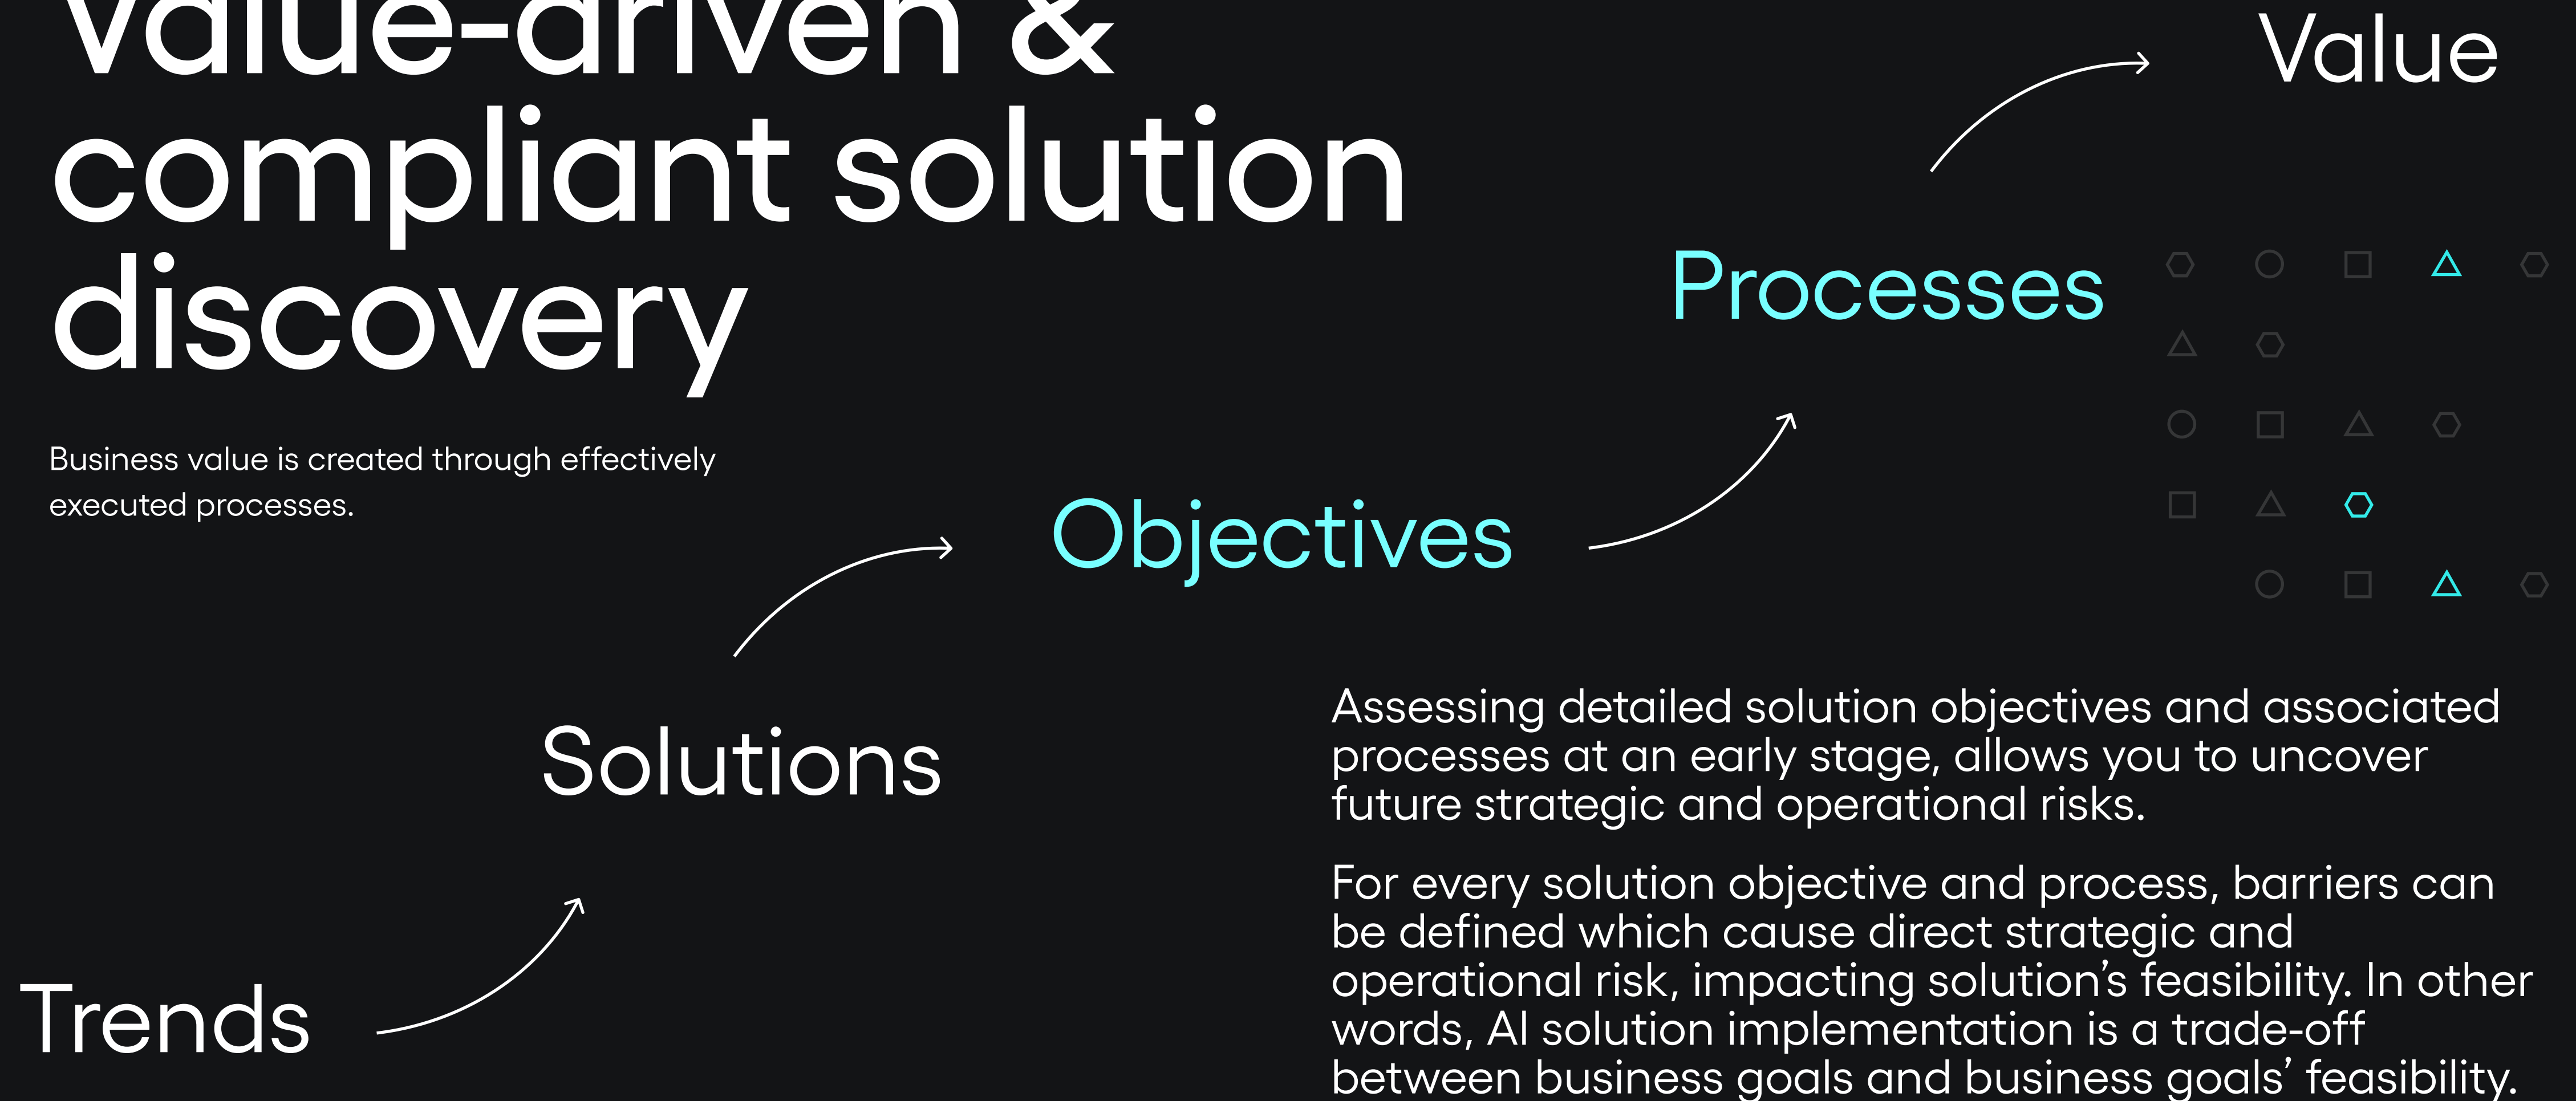 Value-driven &
compliant solution
discovery
Business value is created through effectively
executed processes.
Value
Processes
Objectives
Solutions
Trends
Assessing detailed solution objectives and associated
processes at an early stage, allows you to uncover
future strategic and operational risks.
For every solution objective and process, barriers can
be defined which cause direct strategic and
operational risk, impacting solution’s feasibility. In other
words, AI solution implementation is a trade-off
between business goals and business goals’ feasibility.